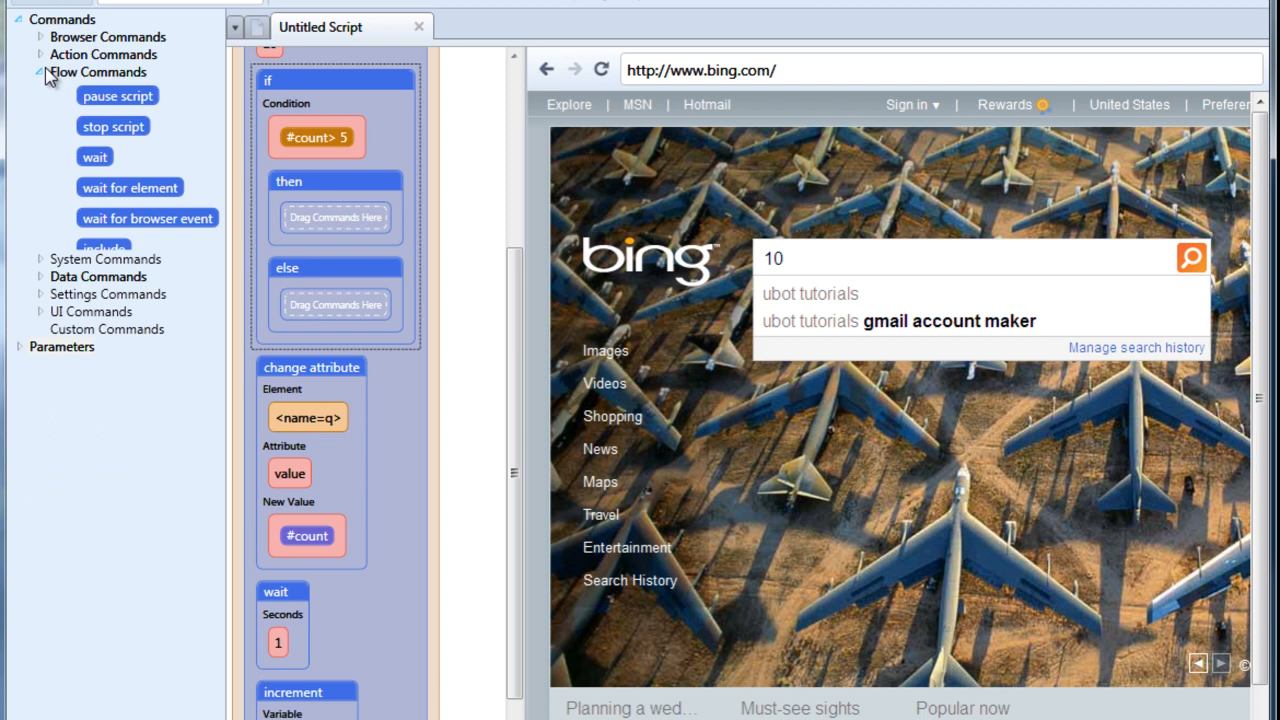 Commands
Browser Commands
Action Commands
Flow Commands
pause script
stop script
wait
wait for element
wait for browser event
include
System Commands
Data Commands
Settings Commands
UI Commands
Custom Commands
Parameters
Untitled Script
if
Condition
#count> 5
then
Drag Commands Here
else
Drag Commands Here
change attribute
Element
<name=q>
Attribute
value
New Value
#count
wait
Seconds
1
increment
Variable
http://www.bing.com/
Explore | MSN | Hotmail
Sign in ▾ | Rewards | United States | Preferer
bing™
10
ubot tutorials
ubot tutorials gmail account maker
Manage search history
Images
Videos
Shopping
News
Maps
Travel
Entertainment
Search History
©
Planning a wed… Must-see sights Popular now